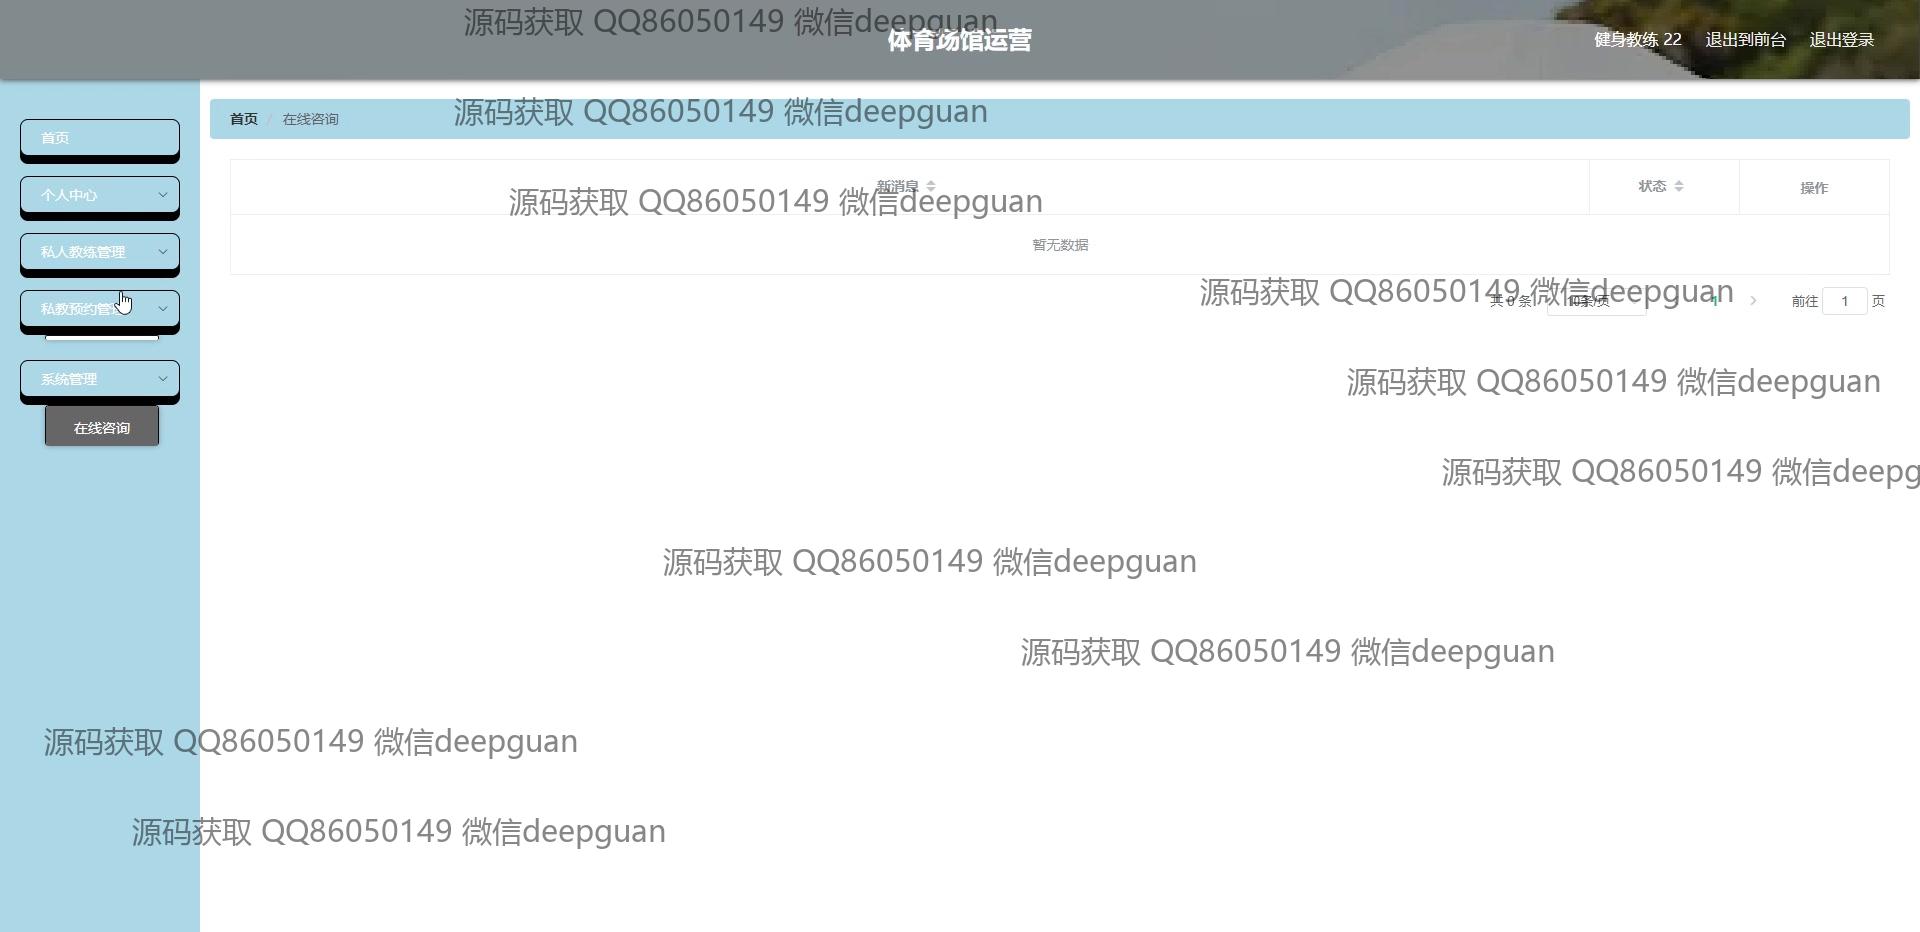 源码获取 QQ86050149 微信deepguan
体育场馆运营
健身教练 22 退出到前台 退出登录
源码获取 QQ86050149 微信deepguan
首页 / 在线咨询
首页
个人中心
私人教练管理
私教预约管理
系统管理
在线咨询
新消息 状态 操作
源码获取 QQ86050149 微信deepguan
暂无数据
源码获取 QQ86050149 微信deepguan
共 0 条 10条/页 1 前往 1 页
源码获取 QQ86050149 微信deepguan
源码获取 QQ86050149 微信deepg
源码获取 QQ86050149 微信deepguan
源码获取 QQ86050149 微信deepguan
源码获取 QQ86050149 微信deepguan
源码获取 QQ86050149 微信deepguan